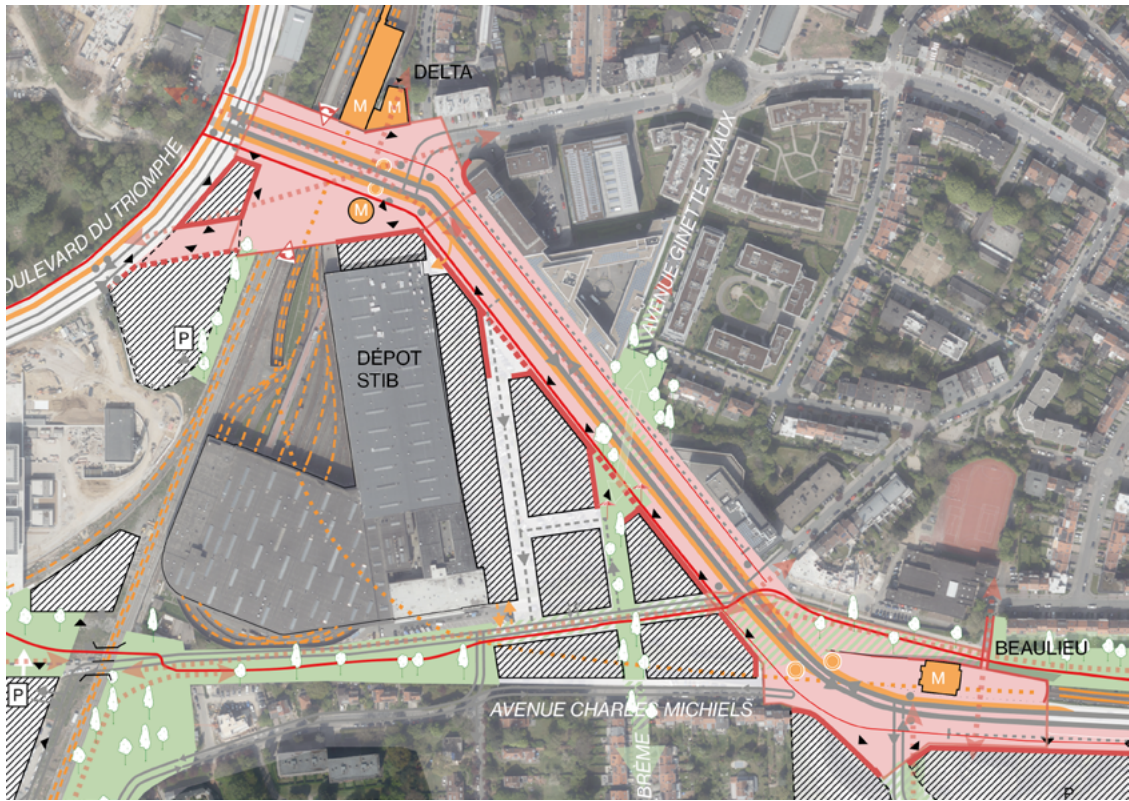 DELTA
M
M
BOULEVARD DU TRIOMPHE
M
AVENUE GINETTE JAVAUX
P
DÉPOT
STIB
BEAULIEU
M
P
AVENUE CHARLES MICHIELS
BRÈME
P